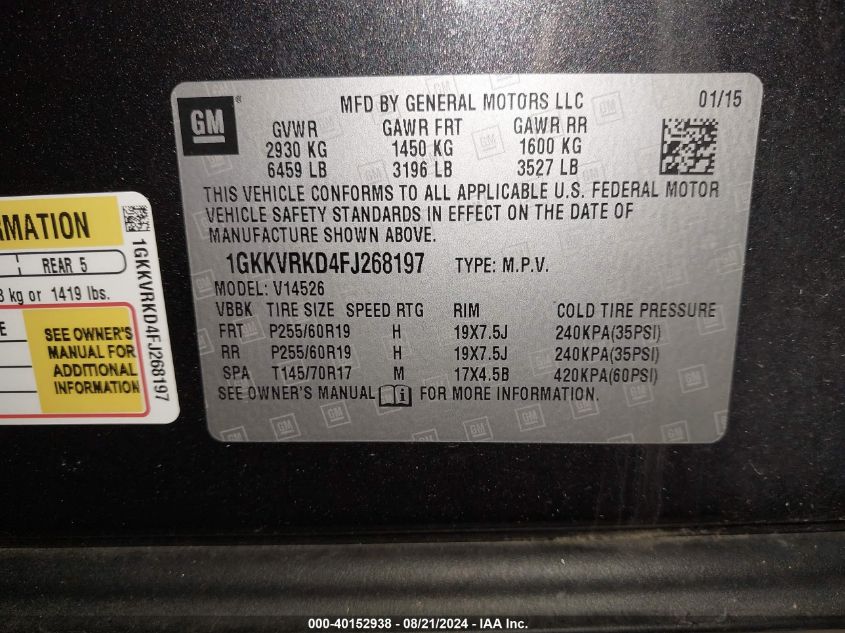 GM ®
MFD BY GENERAL MOTORS LLC 01/15
GVWR GAWR FRT GAWR RR
2930 KG 1450 KG 1600 KG
6459 LB 3196 LB 3527 LB
THIS VEHICLE CONFORMS TO ALL APPLICABLE U.S. FEDERAL MOTOR
VEHICLE SAFETY STANDARDS IN EFFECT ON THE DATE OF
MANUFACTURE SHOWN ABOVE.
1GKKVRKD4FJ268197 TYPE: M.P.V.
MODEL: V14526
VBBK TIRE SIZE SPEED RTG RIM COLD TIRE PRESSURE
FRT P255/60R19 H 19X7.5J 240KPA(35PSI)
RR P255/60R19 H 19X7.5J 240KPA(35PSI)
SPA T145/70R17 M 17X4.5B 420KPA(60PSI)
SEE OWNER'S MANUAL i FOR MORE INFORMATION.
RMATION
REAR 5
kg or 1419 lbs.
SEE OWNER'S
MANUAL FOR
ADDITIONAL
INFORMATION
1GKKVRKD4FJ268197
000-40152938 - 08/21/2024 - IAA Inc.